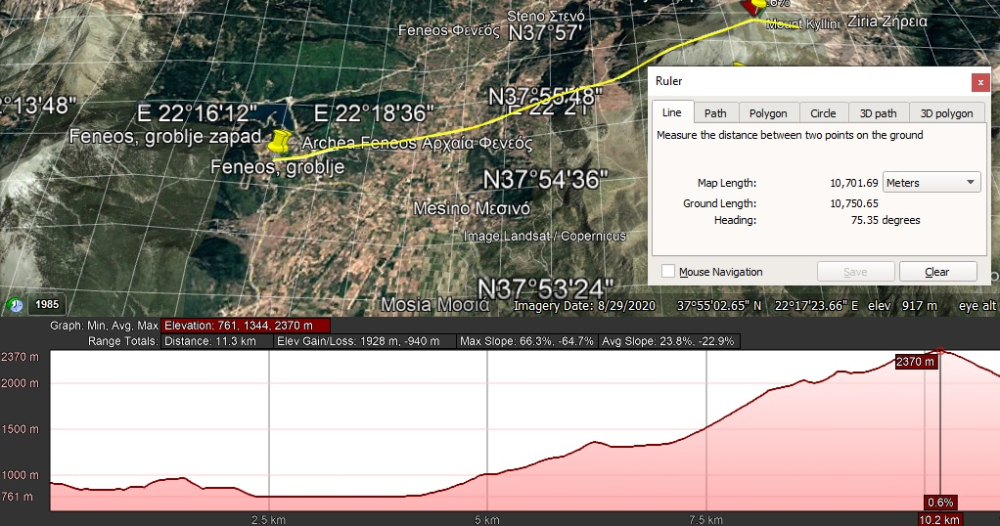 6%
Steno Στενό
Mount Kyllini
Ziria Ζήρεια
Feneos Φενεός
N37°57'
Ruler
x
Line
Path
Polygon
Circle
3D path
3D polygon
Measure the distance between two points on the ground
Map Length: 10,701.69 Meters
Ground Length: 10,750.65
Heading: 75.35 degrees
Mouse Navigation
Save
Clear
°13'48"
E 22°16'12"
E 22°18'36"
N37°55'48"
E 22°21'
Feneos, groblje zapad
Archea Feneos Αρχαία Φενεός
Feneos, groblje
N37°54'36"
Mesino Μεσινό
Image Landsat / Copernicus
N37°53'24"
1985
Mosia Μοσιά
Imagery Date: 8/29/2020
37°55'02.65" N
22°17'23.66" E
elev 917 m
eye alt
Graph: Min, Avg, Max
Elevation: 761, 1344, 2370 m
Range Totals:
Distance: 11.3 km
Elev Gain/Loss: 1928 m, -940 m
Max Slope: 66.3%, -64.7%
Avg Slope: 23.8%, -22.9%
2370 m
2370 m
2000 m
1500 m
1000 m
761 m
0.6%
2.5 km
5 km
7.5 km
10.2 km